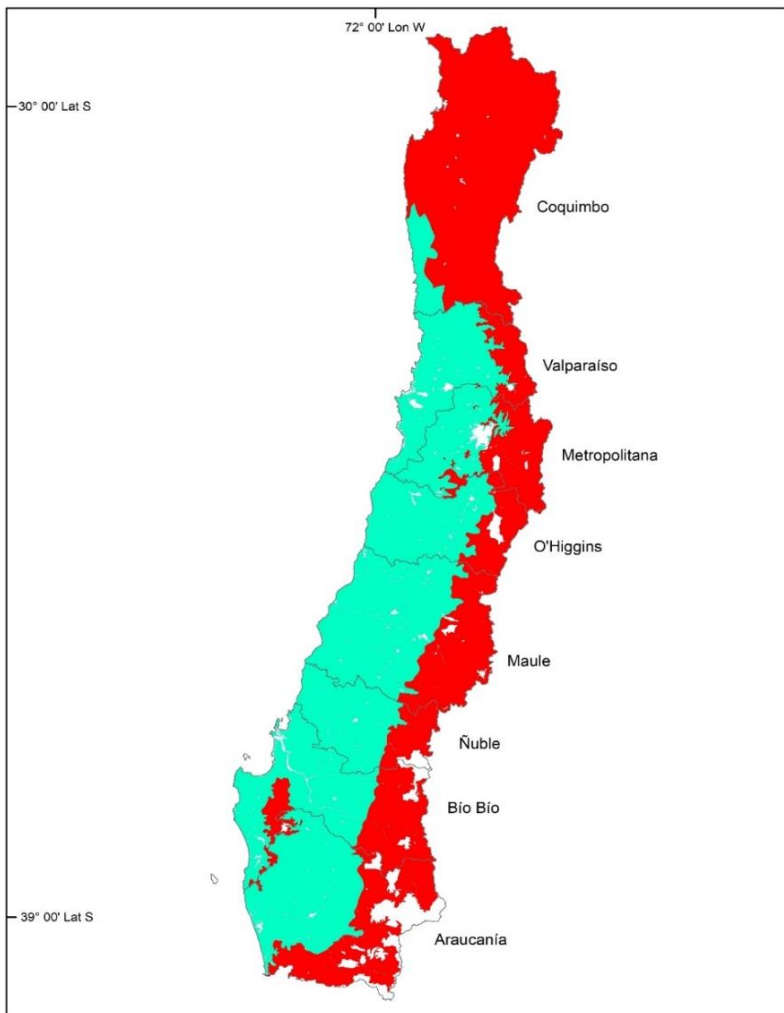 72° 00' Lon W
30° 00' Lat S
Coquimbo
Valparaíso
Metropolitana
O'Higgins
Maule
Ñuble
Bío Bío
39° 00' Lat S
Araucanía